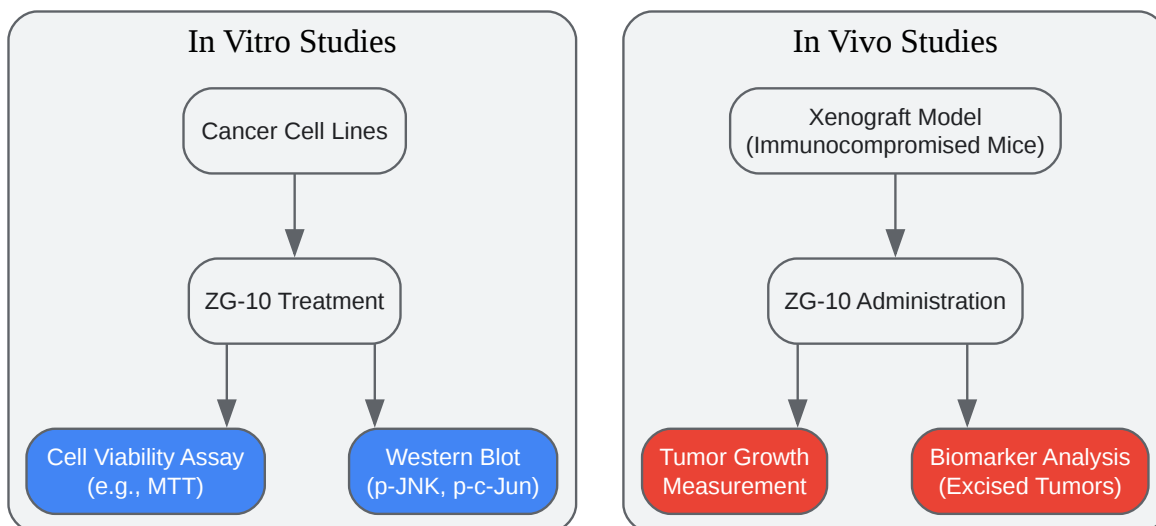 In Vitro Studies
Cancer Cell Lines
ZG-10 Treatment
Cell Viability Assay
(e.g., MTT)
Western Blot
(p-JNK, p-c-Jun)
In Vivo Studies
Xenograft Model
(Immunocompromised Mice)
ZG-10 Administration
Tumor Growth
Measurement
Biomarker Analysis
(Excised Tumors)